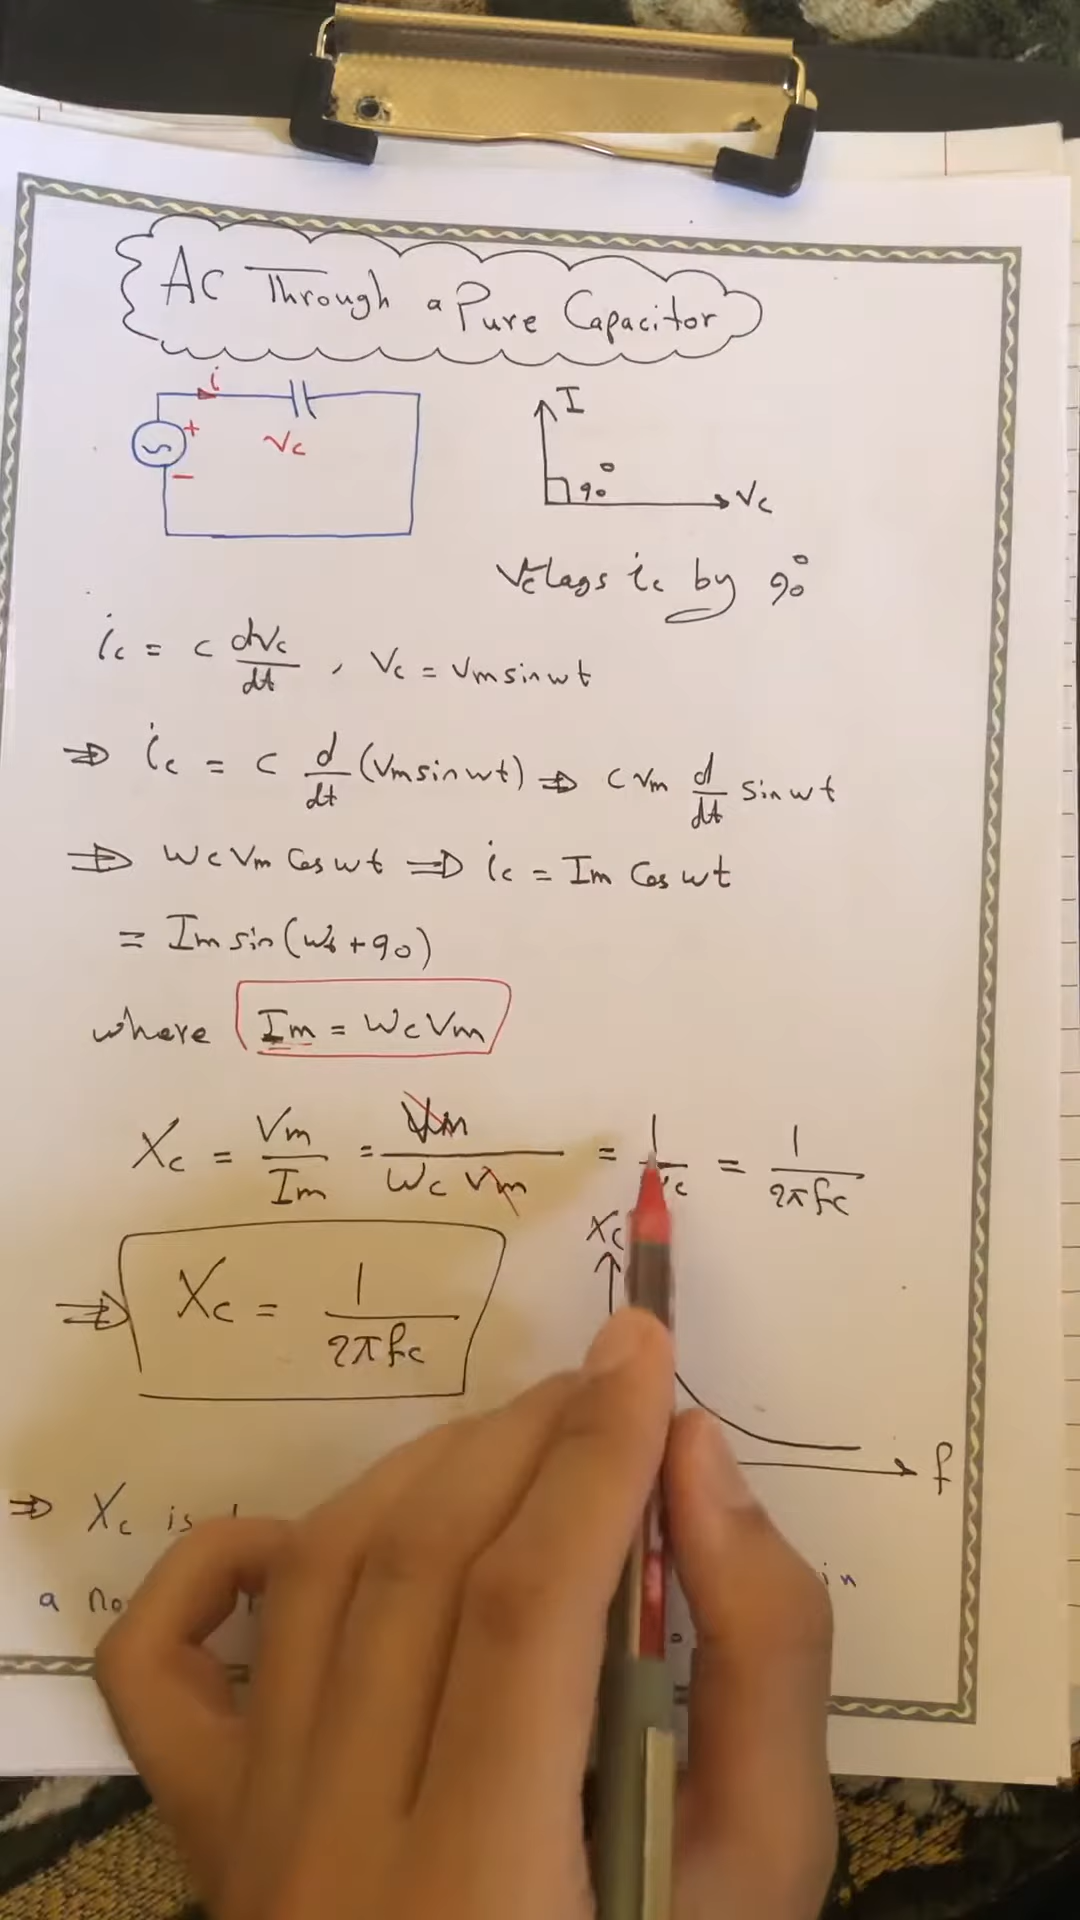 AC Through a Pure Capacitor
i
+
Vc
−
I
90°
Vc
Vc lags ic by 90°
ic = c dVc/dt , Vc = Vm sin wt
⇒ ic = c d/dt (Vm sin wt) ⇒ c Vm d/dt sin wt
⇒ wc Vm Cos wt ⇒ ic = Im Cos wt
= Im sin (wt + 90)
where Im = wc Vm
Xc = Vm/Im = Vm/wc Vm = 1/wc = 1/2πfc
⇒ Xc = 1/2πfc
Xc
f
⇒ Xc is
a in